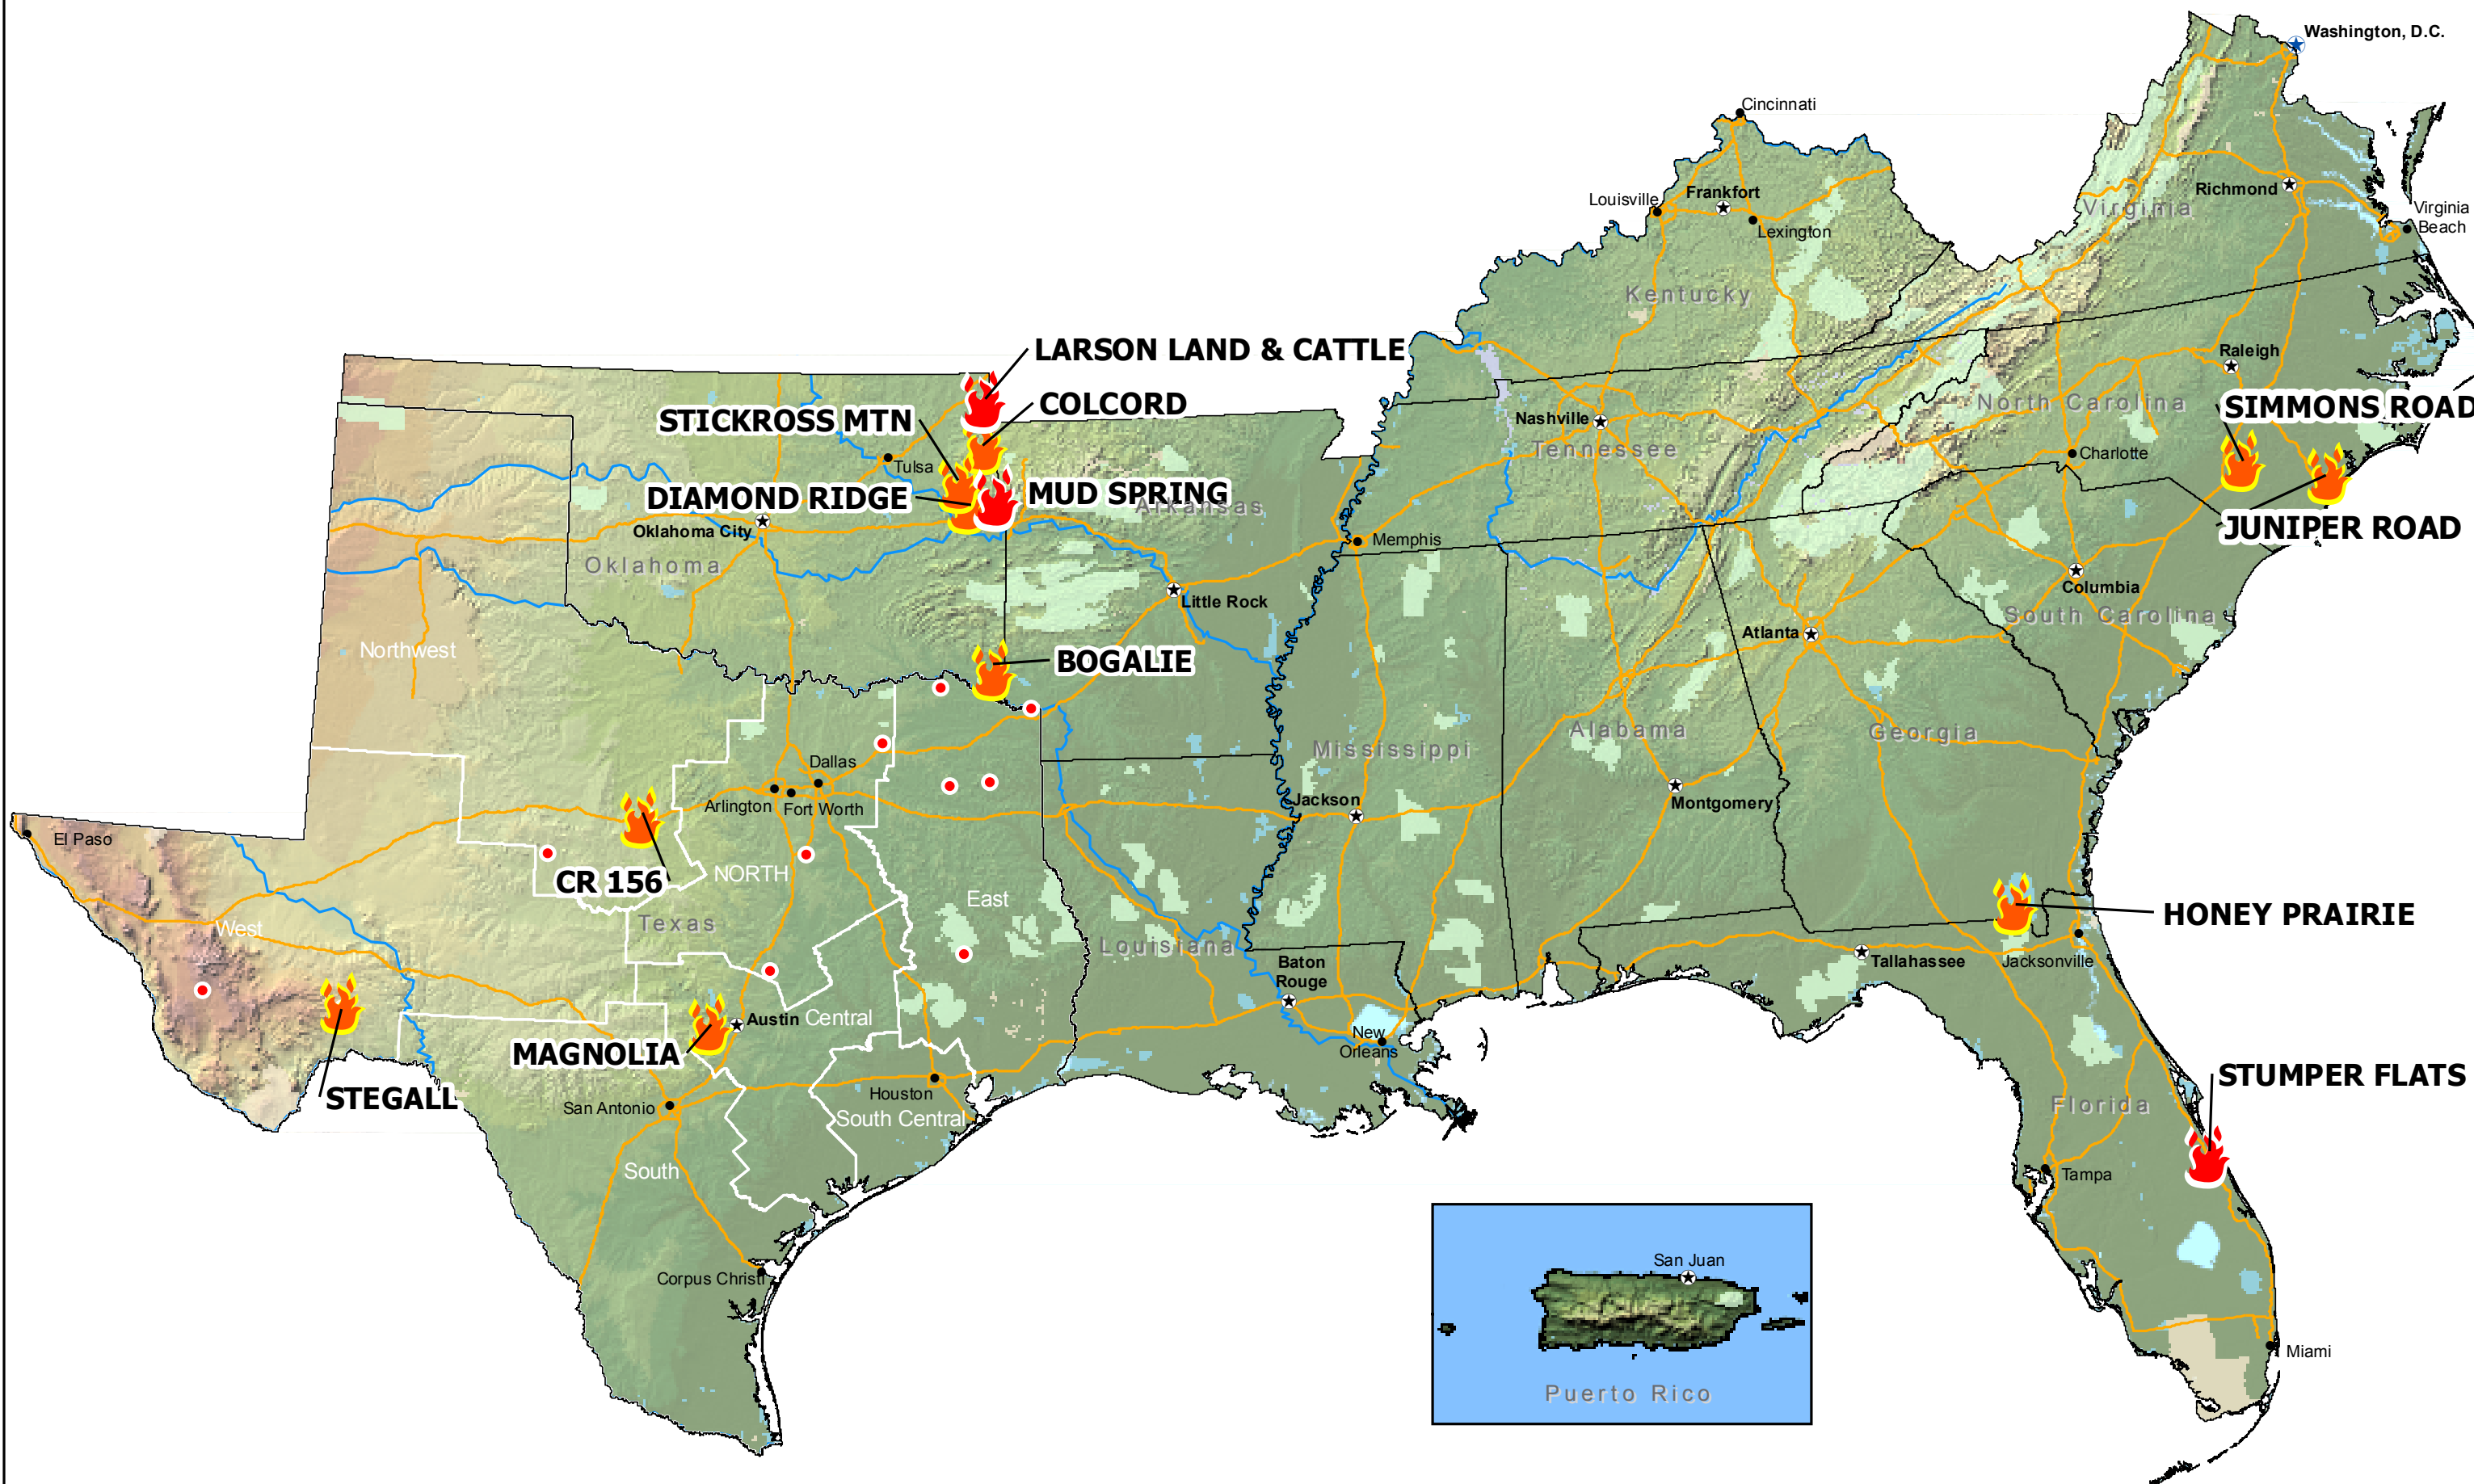 Washington, D.C.
Cincinnati
Louisville
Frankfort
Lexington
Richmond
Virginia
Virginia
Beach
Kentucky
LARSON LAND & CATTLE
COLCORD
STICKROSS MTN
Tulsa
DIAMOND RIDGE
MUD SPRING
Arkansas
Oklahoma City
Oklahoma
Nashville
Tennessee
Raleigh
North Carolina
SIMMONS ROAD
Charlotte
JUNIPER ROAD
Memphis
Little Rock
Columbia
South Carolina
Atlanta
Northwest
BOGALIE
Alabama
Georgia
Mississippi
Dallas
Arlington
Fort Worth
Jackson
Montgomery
El Paso
CR 156
NORTH
East
West
Texas
Louisiana
HONEY PRAIRIE
Baton
Rouge
Tallahassee
Jacksonville
Austin
Central
MAGNOLIA
New
Orleans
STEGALL
San Antonio
Houston
South Central
STUMPER FLATS
Florida
South
Tampa
Corpus Christi
San Juan
Puerto Rico
Miami